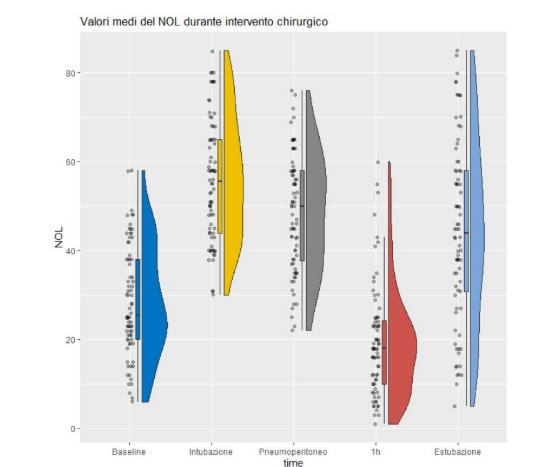 Valori medi del NOL durante intervento chirurgico
80
60
40
20
0
NOL
Baseline Intubazione Pneumoperitoneo 1h Estubazione
time